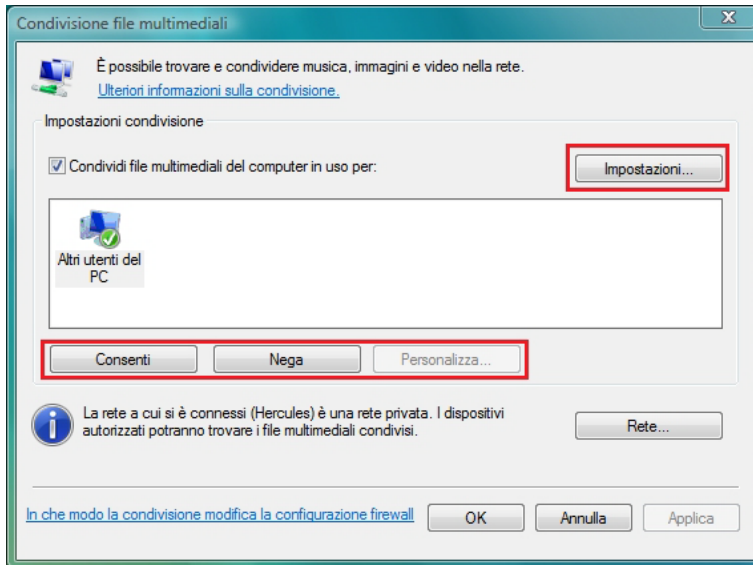 Condivisione file multimediali
È possibile trovare e condividere musica, immagini e video nella rete.
Ulteriori informazioni sulla condivisione.
Impostazioni condivisione
Condividi file multimediali del computer in uso per:
Impostazioni...
Altri utenti del
PC
Consenti
Nega
Personalizza...
La rete a cui si è connessi (Hercules) è una rete privata. I dispositivi
autorizzati potranno trovare i file multimediali condivisi.
Rete...
In che modo la condivisione modifica la configurazione firewall
OK
Annulla
Applica